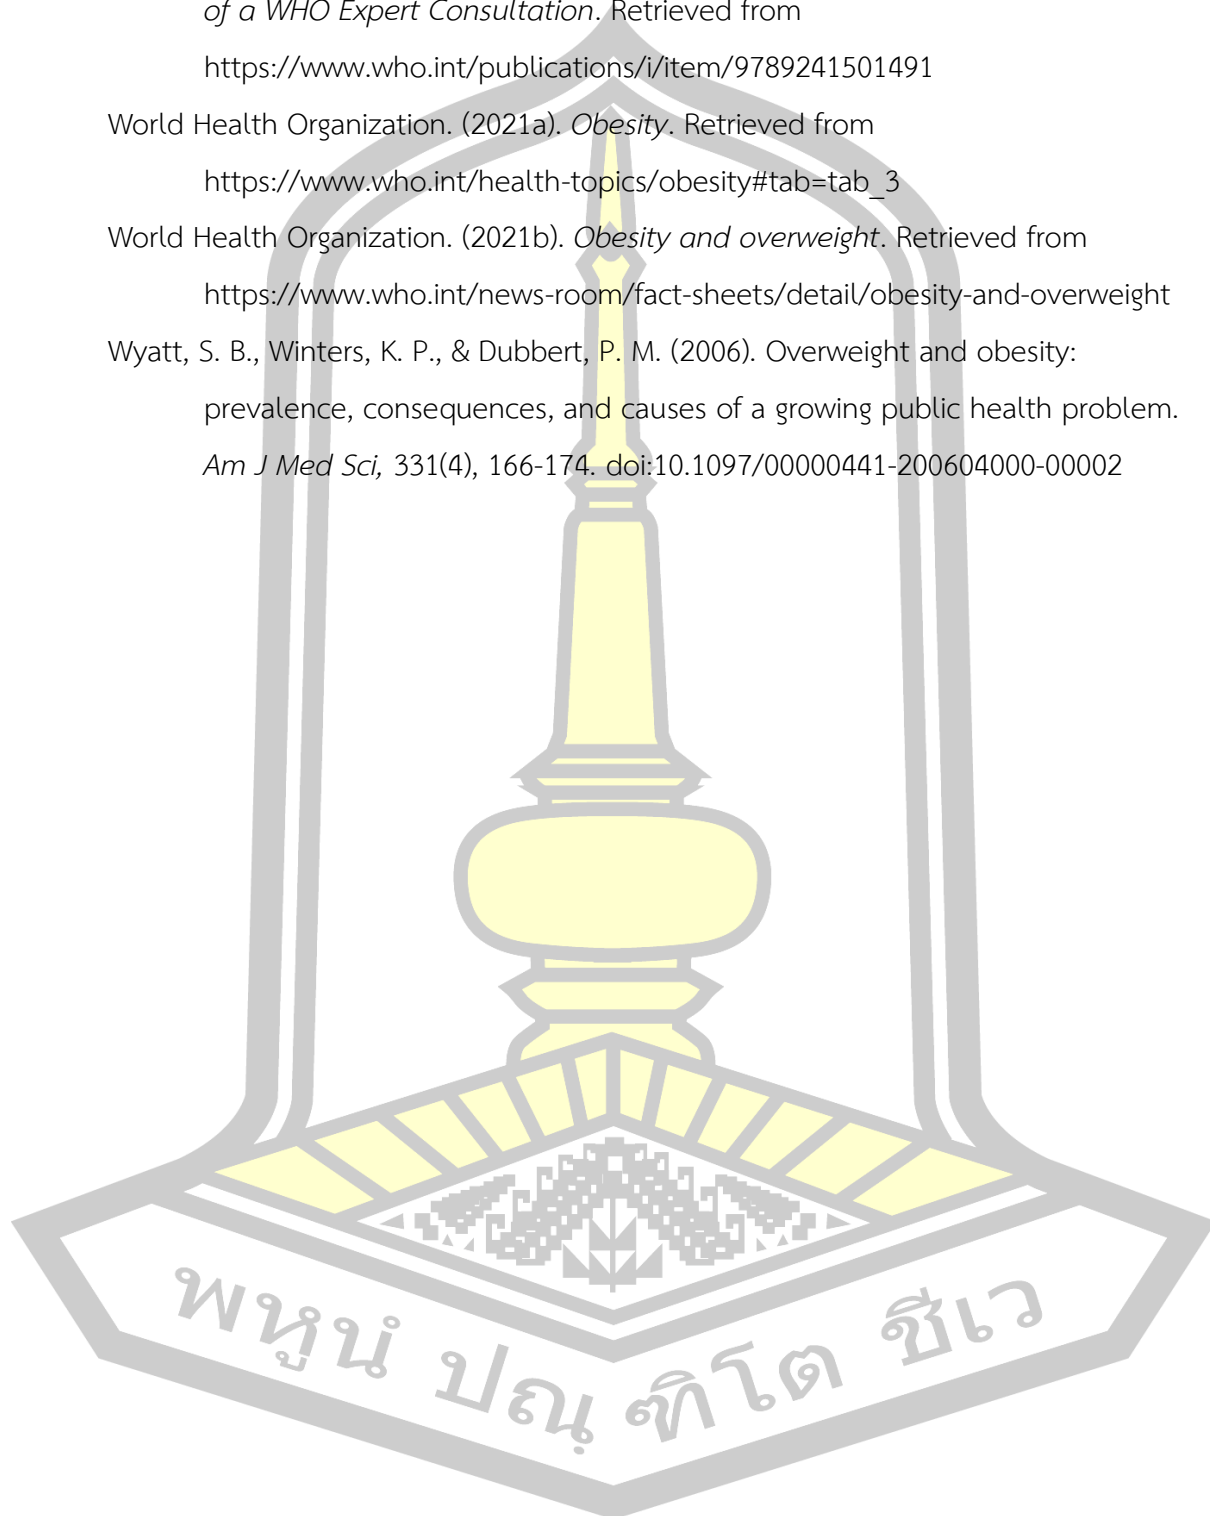 of a WHO Expert Consultation. Retrieved from
https://www.who.int/publications/i/item/9789241501491
World Health Organization. (2021a). Obesity. Retrieved from
https://www.who.int/health-topics/obesity#tab=tab_3
World Health Organization. (2021b). Obesity and overweight. Retrieved from
https://www.who.int/news-room/fact-sheets/detail/obesity-and-overweight
Wyatt, S. B., Winters, K. P., & Dubbert, P. M. (2006). Overweight and obesity:
prevalence, consequences, and causes of a growing public health problem.
Am J Med Sci, 331(4), 166-174. doi:10.1097/00000441-200604000-00002
พหูนํ ปณฺ ฑิโต ชีเว